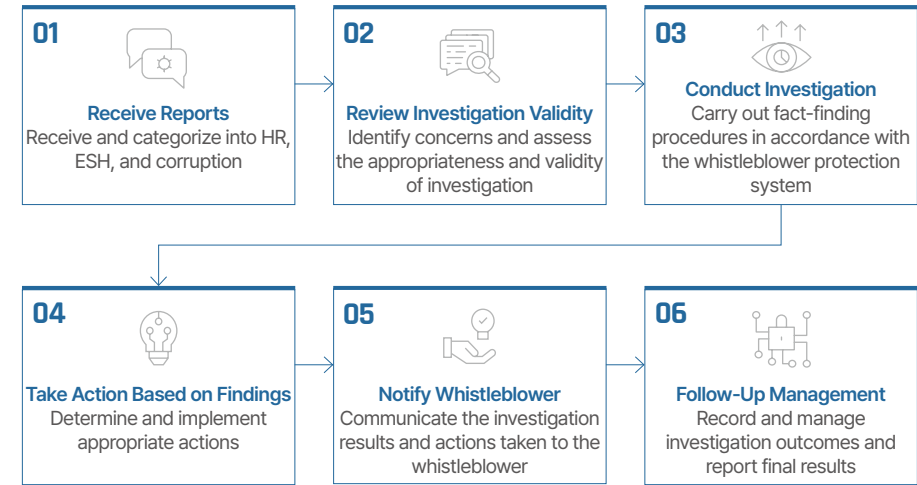 01
Receive Reports
Receive and categorize into HR,
ESH, and corruption
02
Review Investigation Validity
Identify concerns and assess
the appropriateness and validity
of investigation
03
Conduct Investigation
Carry out fact-finding
procedures in accordance with
the whistleblower protection
system
04
Take Action Based on Findings
Determine and implement
appropriate actions
05
Notify Whistleblower
Communicate the investigation
results and actions taken to the
whistleblower
06
Follow-Up Management
Record and manage
investigation outcomes and
report final results